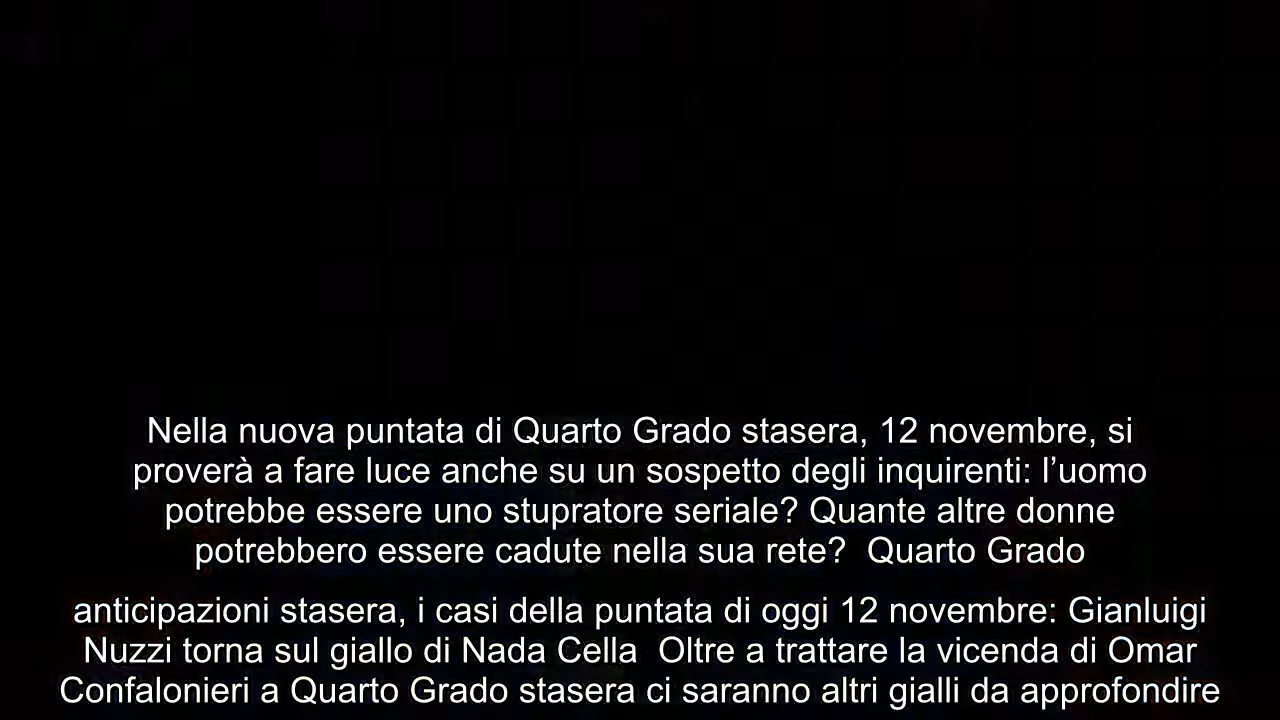 Nella nuova puntata di Quarto Grado stasera, 12 novembre, si
proverà a fare luce anche su un sospetto degli inquirenti: l’uomo
potrebbe essere uno stupratore seriale? Quante altre donne
potrebbero essere cadute nella sua rete?  Quarto Grado
anticipazioni stasera, i casi della puntata di oggi 12 novembre: Gianluigi
Nuzzi torna sul giallo di Nada Cella  Oltre a trattare la vicenda di Omar
Confalonieri a Quarto Grado stasera ci saranno altri gialli da approfondire